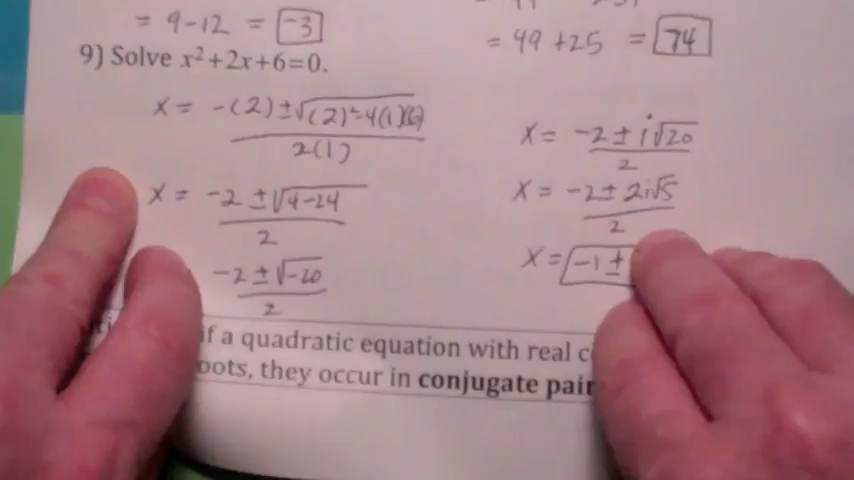 = 9-12 = -3
= 49 +25 = 74
9) Solve x²+2x+6=0.
x = -(2) ± √(2)²-4(1)(6)
2(1)
x = -2 ± √4-24
2
-2 ± √-20
2
x = -2 ± i√20
2
x = -2 ± 2i√5
2
x = -1 ±
if a quadratic equation with real c
oots, they occur in conjugate pair